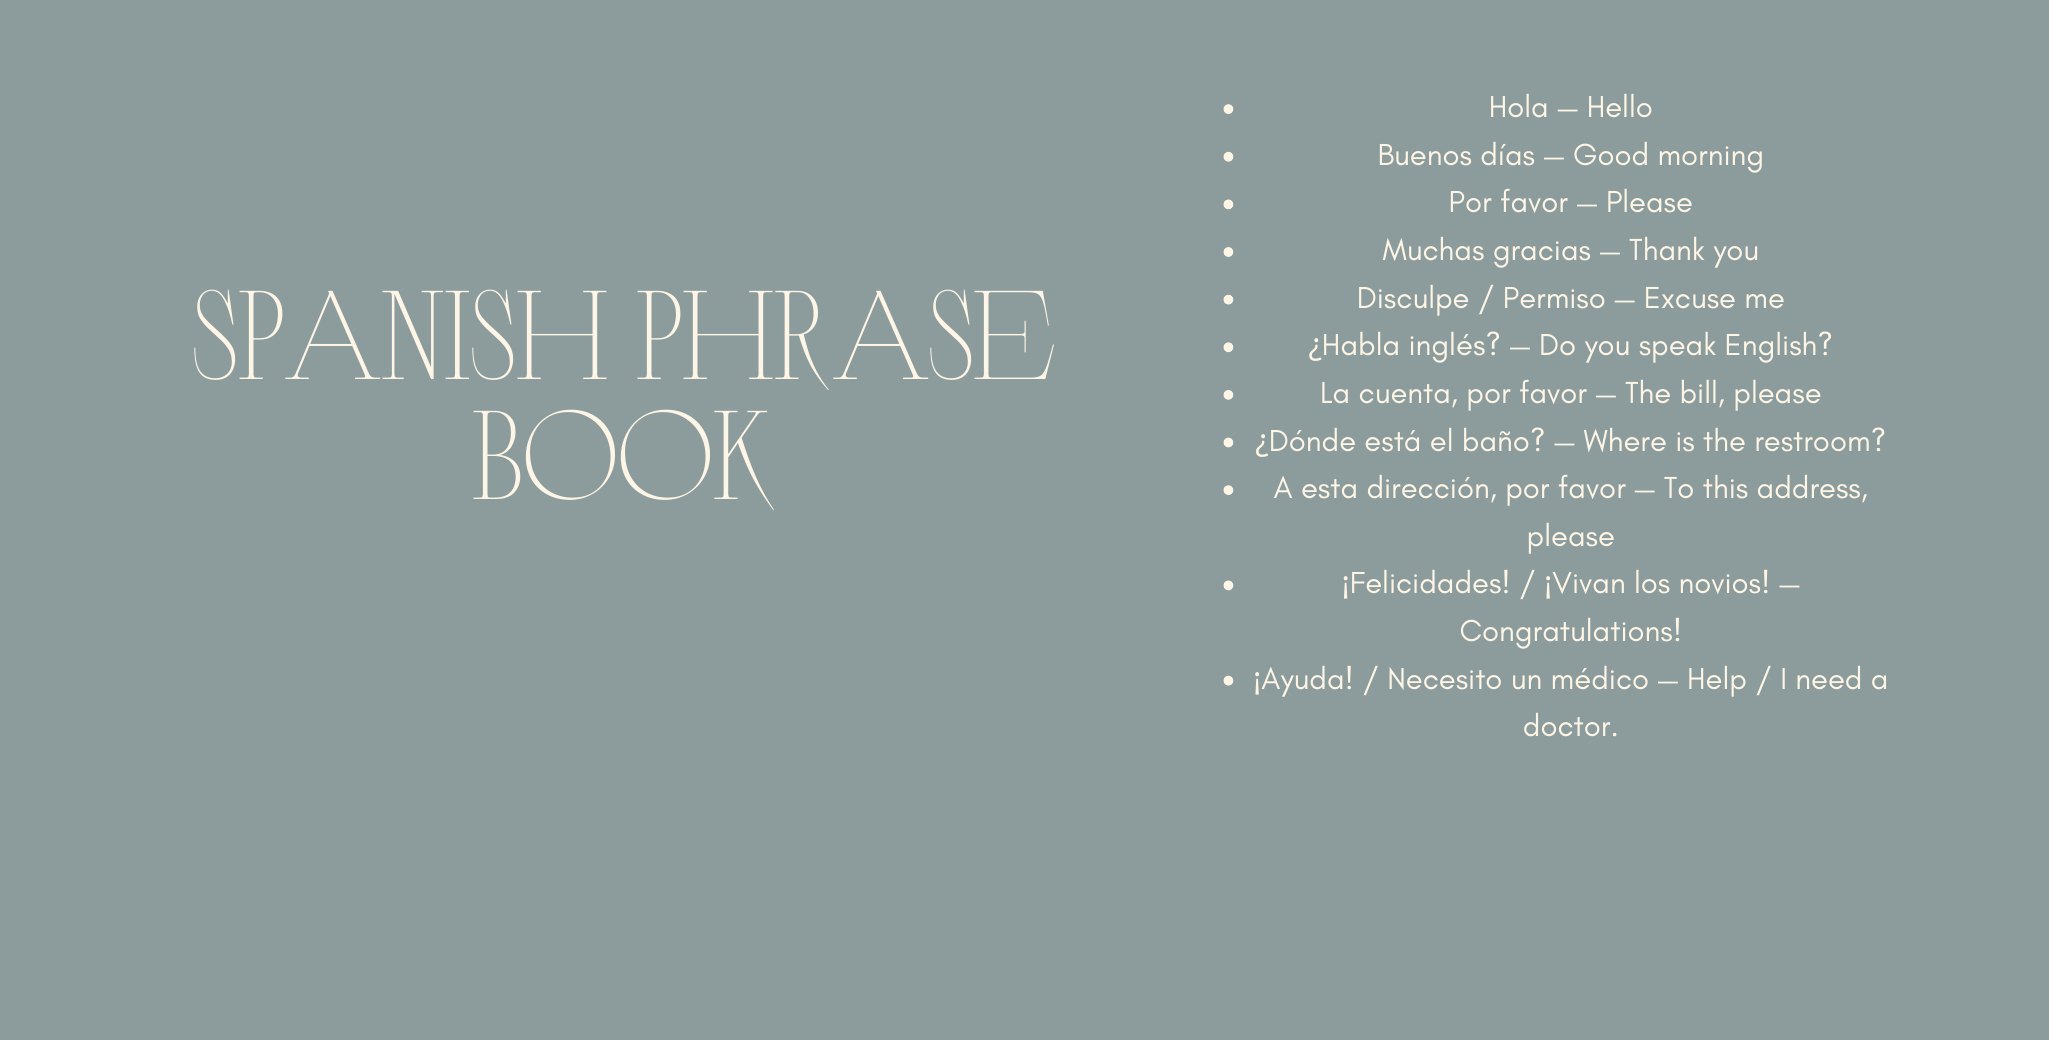 SPANISH PHRASE
BOOK
• Hola — Hello
• Buenos días — Good morning
• Por favor — Please
• Muchas gracias — Thank you
• Disculpe / Permiso — Excuse me
• ¿Habla inglés? — Do you speak English?
• La cuenta, por favor — The bill, please
• ¿Dónde está el baño? — Where is the restroom?
• A esta dirección, por favor — To this address,
please
• ¡Felicidades! / ¡Vivan los novios! —
Congratulations!
• ¡Ayuda! / Necesito un médico — Help / I need a
doctor.